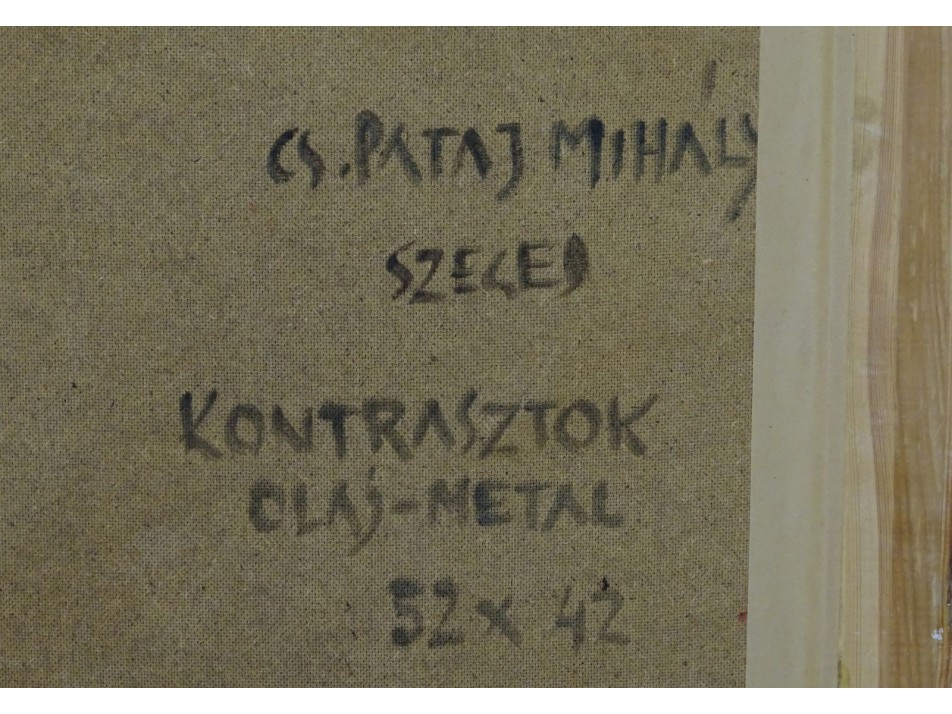 CS. PATAJ MIHÁLY
SZEGED
KONTRASZTOK
OLAJ-METAL
52 x 42